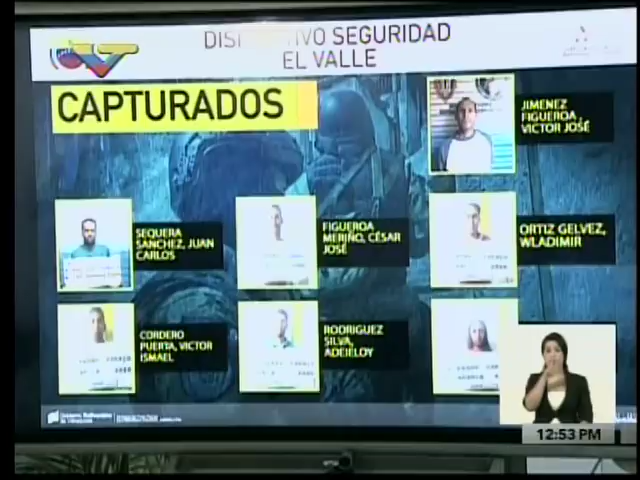 DISPOSITIVO SEGURIDAD
EL VALLE
CAPTURADOS
JIMENEZ
FIGUEROA,
VICTOR JOSÉ
SEQUERA
SANCHEZ, JUAN
CARLOS
FIGUEROA
MERIÑO, CÉSAR
JOSÉ
ORTIZ GELVEZ,
WLADIMIR
CORDERO
PUERTA, VICTOR
ISMAEL
RODRIGUEZ
SILVA,
ADEIELOY
12:53 PM